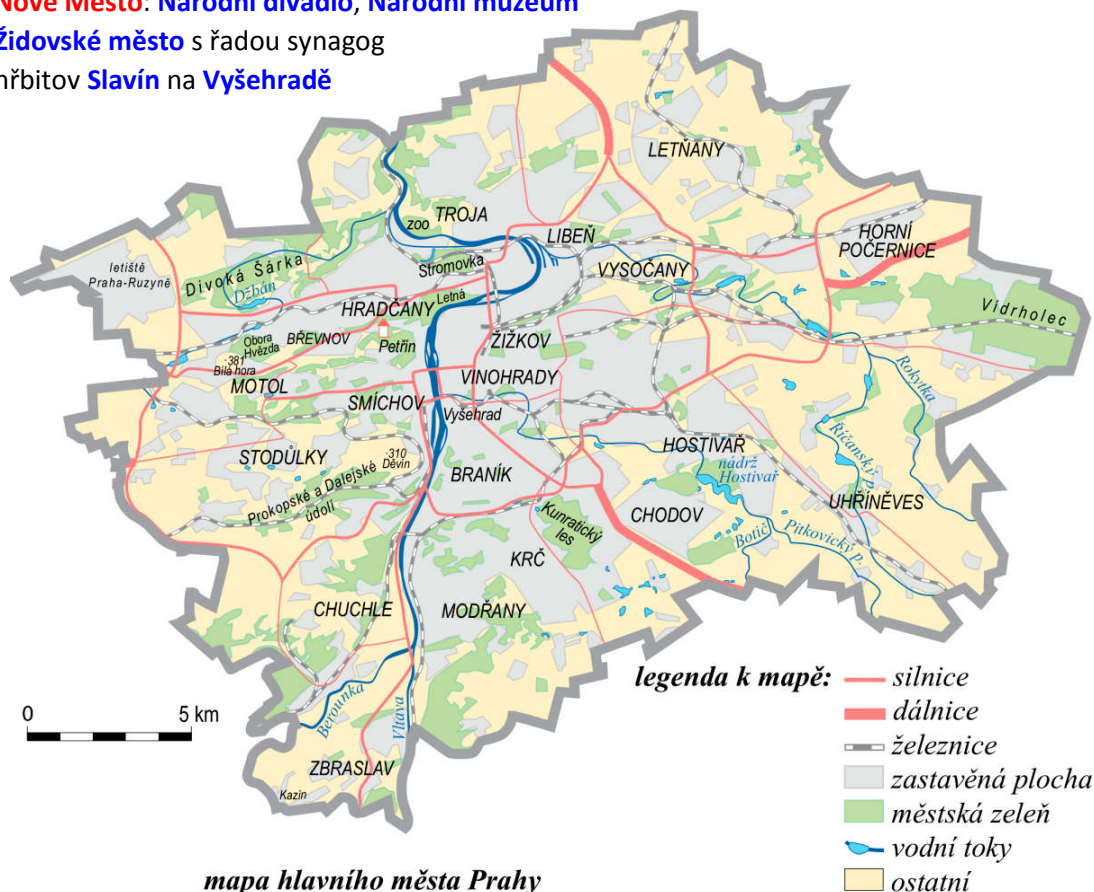 Nové Město: Národní divadlo, Národní muzeum
Židovské město s řadou synagog
hřbitov Slavín na Vyšehradě
LETŇANY
TROJA
zoo
LIBEŇ
HORNÍ
POČERNICE
Stromovka
VYSOČANY
letiště
Praha-Ruzyně
Divoká Šárka
Džbán
Letná
HRADČANY
Vídrholec
Obora
Hvězda
BŘEVNOV
Petřín
ŽIŽKOV
·381
Bílá hora
MOTOL
VINOHRADY
Rokytka
SMÍCHOV
Vyšehrad
Říčanský p.
HOSTIVAŘ
STODŮLKY
·310
Děvín
BRANÍK
nádrž
Hostivař
Prokopské a Dalejské
údolí
UHŘÍNĚVES
Kunratický
les
CHODOV
Botič
Pitkovický p.
KRČ
CHUCHLE
MODŘANY
Berounka
Vltava
ZBRASLAV
Kazín
0 5 km
legenda k mapě:
silnice
dálnice
železnice
zastavěná plocha
městská zeleň
vodní toky
ostatní
mapa hlavního města Prahy